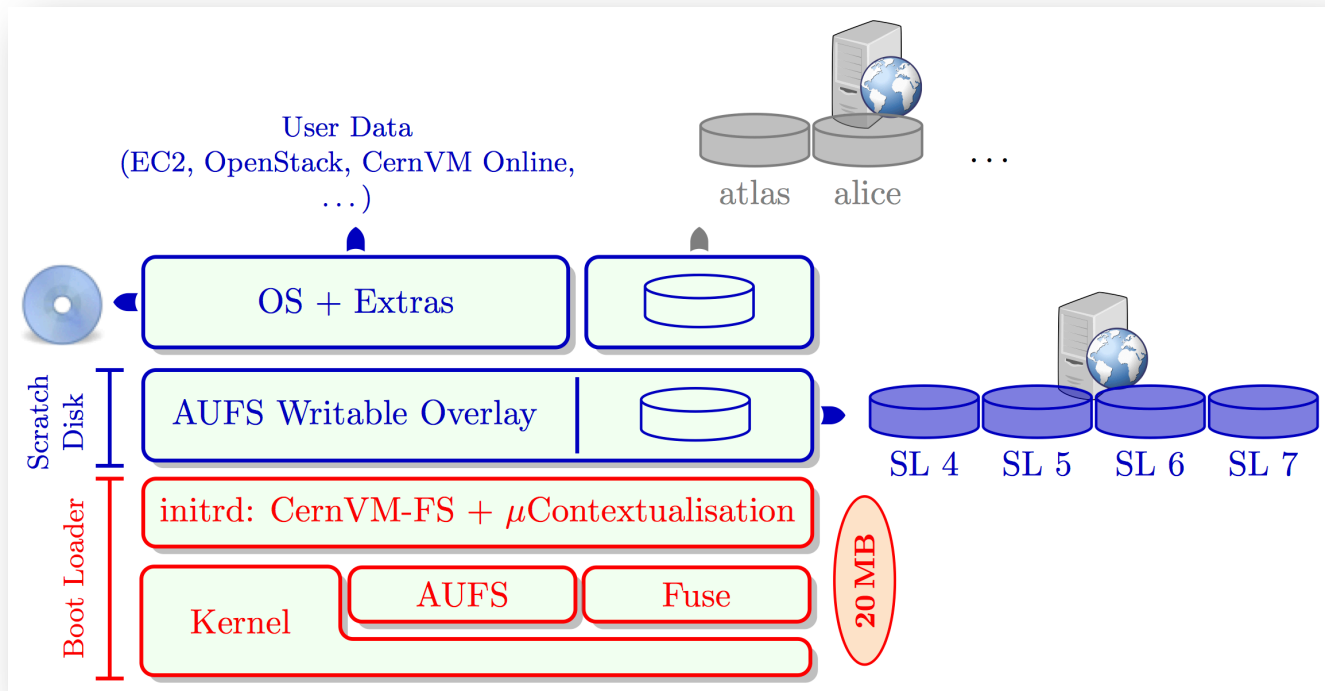 User Data
(EC2, OpenStack, CernVM Online,
... )
atlas
alice
...
OS + Extras
Scratch
Disk
AUFS Writable Overlay
SL 4
SL 5
SL 6
SL 7
Boot Loader
initrd: CernVM-FS + μContextualisation
20 MB
AUFS
Fuse
Kernel